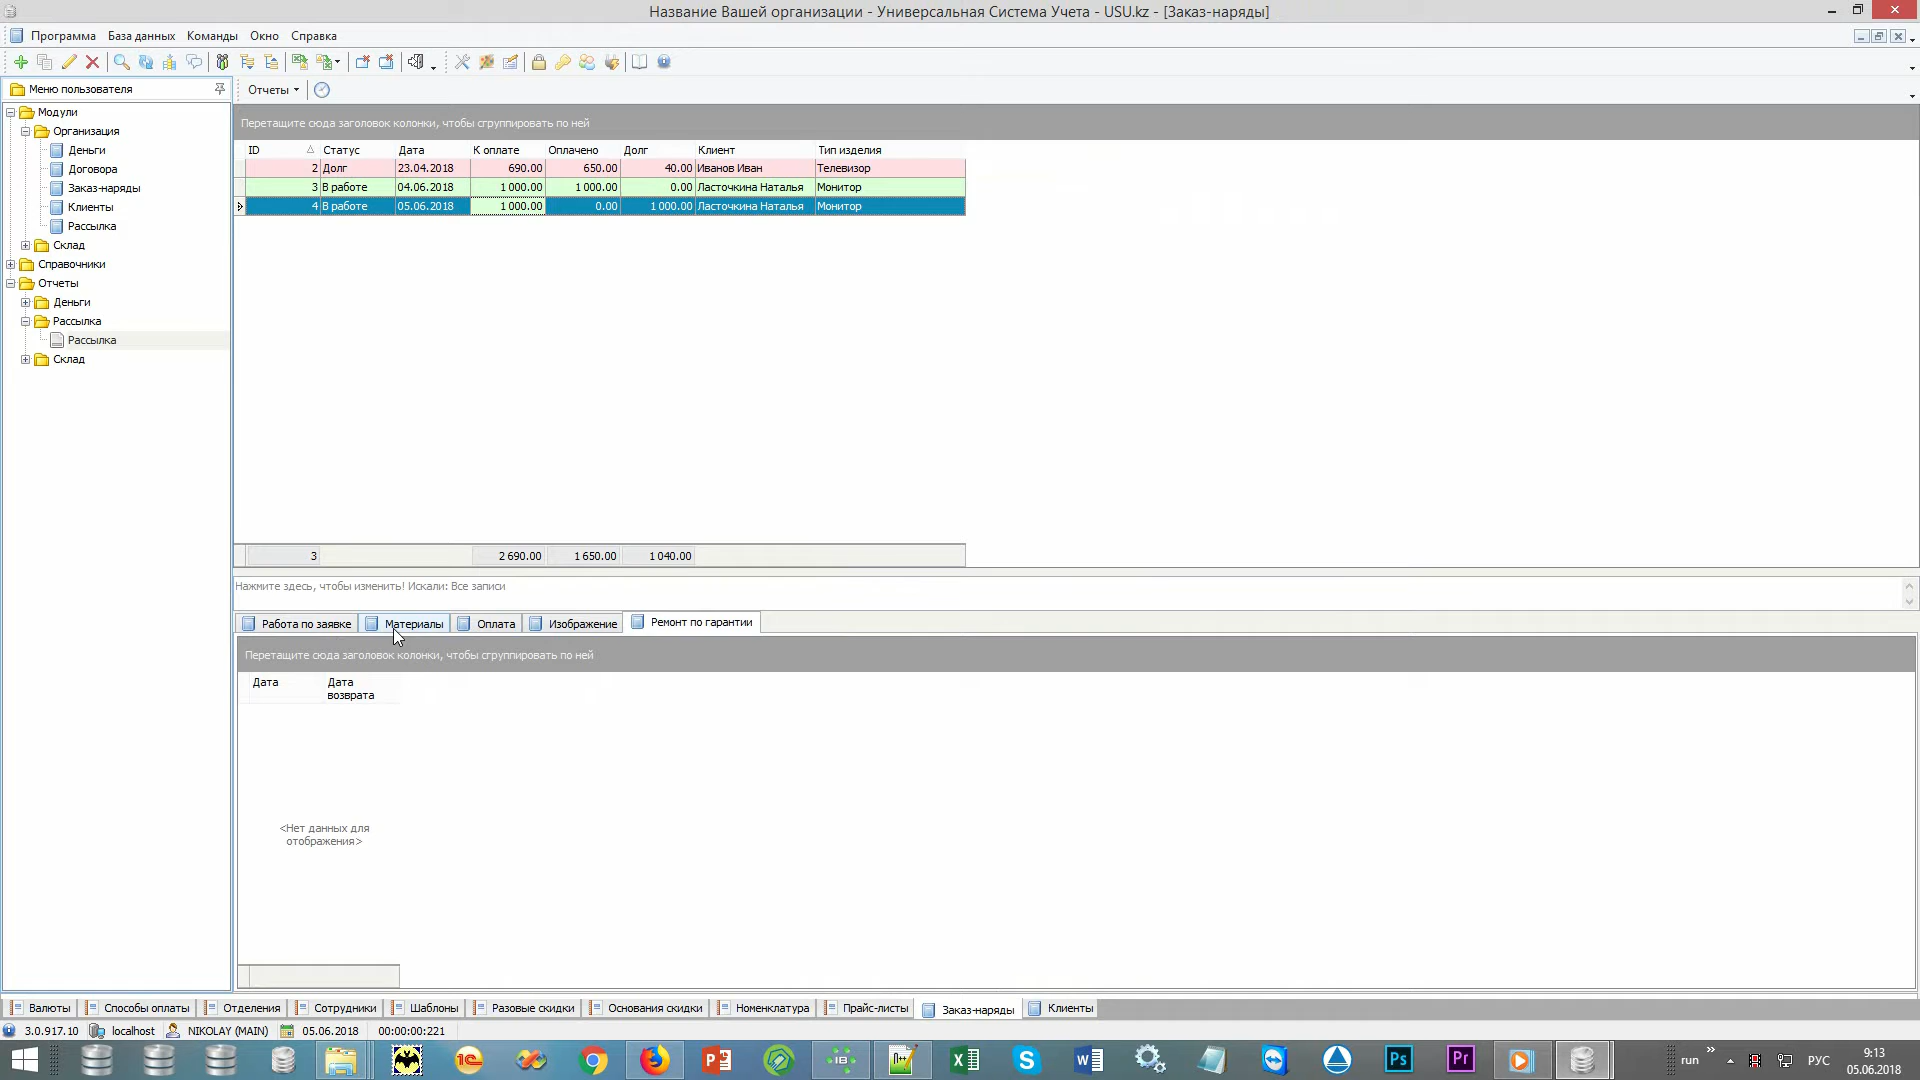 Название Вашей организации - Универсальная Система Учета - USU.kz - [Заказ-наряды]
Программа База данных Команды Окно Справка
Меню пользователя
Отчеты
Модули
Организация
Деньги
Договора
Заказ-наряды
Клиенты
Рассылка
Склад
Справочники
Отчеты
Деньги
Рассылка
Рассылка
Склад
Перетащите сюда заголовок колонки, чтобы сгруппировать по ней
ID Статус Дата К оплате Оплачено Долг Клиент Тип изделия
2 Долг 23.04.2018 690.00 650.00 40.00 Иванов Иван Телевизор
3 В работе 04.06.2018 1 000.00 1 000.00 0.00 Ласточкина Наталья Монитор
4 В работе 05.06.2018 1 000.00 0.00 1 000.00 Ласточкина Наталья Монитор
3 2 690.00 1 650.00 1 040.00
Нажмите здесь, чтобы изменить! Искали: Все записи
Работа по заявке Материалы Оплата Изображение Ремонт по гарантии
Перетащите сюда заголовок колонки, чтобы сгруппировать по ней
Дата Дата
возврата
<Нет данных для
отображения>
Валюты Способы оплаты Отделения Сотрудники Шаблоны Разовые скидки Основания скидки Номенклатура Прайс-листы Заказ-наряды Клиенты
3.0.917.10 localhost NIKOLAY (MAIN) 05.06.2018 00:00:00:221
run РУС 9:13
05.06.2018